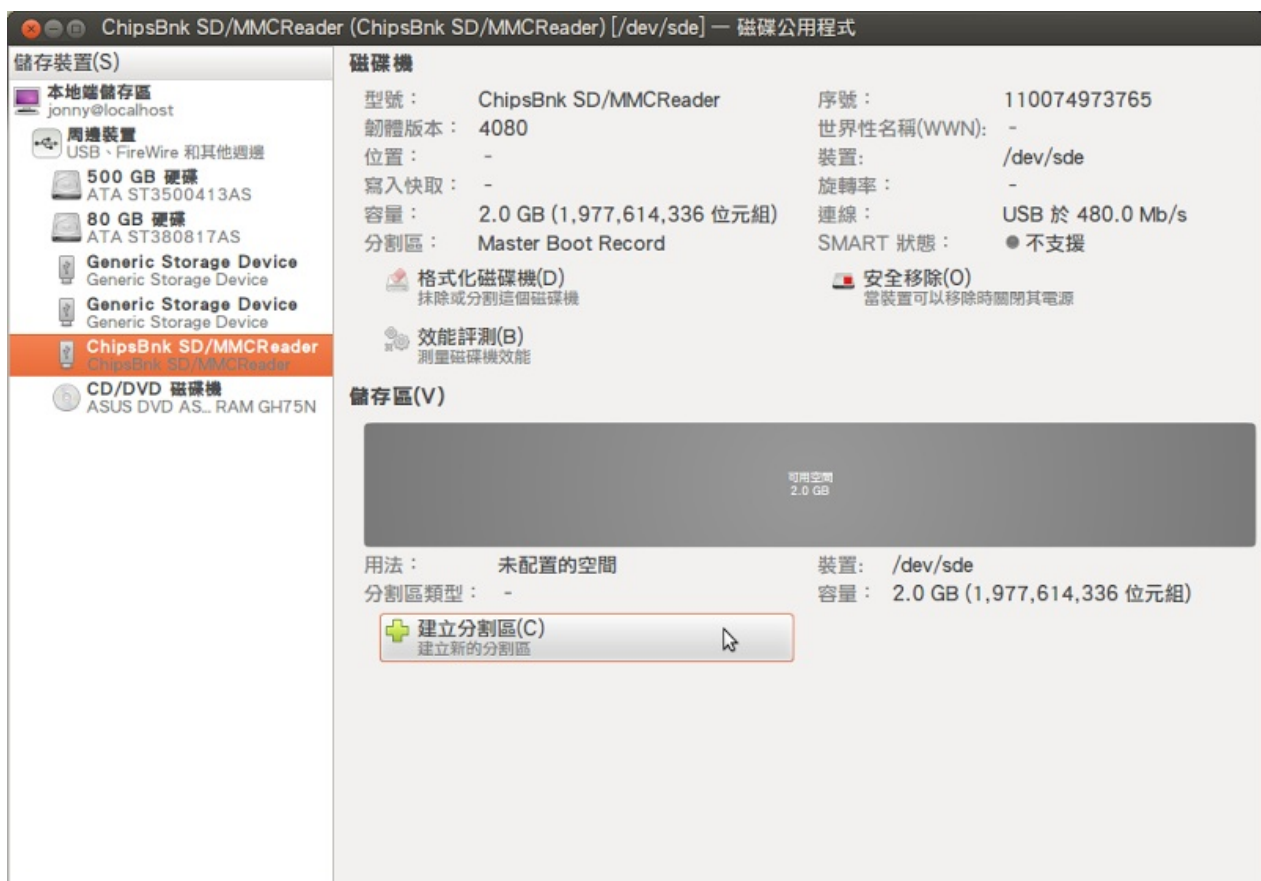 ChipsBnk SD/MMCReader (ChipsBnk SD/MMCReader) [/dev/sde] — 磁碟公用程式
儲存裝置(S)
本地端儲存區
jonny@localhost
周邊裝置
USB、FireWire 和其他週邊
500 GB 硬碟
ATA ST3500413AS
80 GB 硬碟
ATA ST380817AS
Generic Storage Device
Generic Storage Device
Generic Storage Device
Generic Storage Device
ChipsBnk SD/MMCReader
ChipsBnk SD/MMCReader
CD/DVD 磁碟機
ASUS DVD AS... RAM GH75N
磁碟機
型號： ChipsBnk SD/MMCReader 序號： 110074973765
韌體版本： 4080 世界性名稱(WWN): -
位置： - 裝置: /dev/sde
寫入快取： - 旋轉率： -
容量： 2.0 GB (1,977,614,336 位元組) 連線： USB 於 480.0 Mb/s
分割區： Master Boot Record SMART 狀態： 不支援
格式化磁碟機(D) 安全移除(O)
抹除或分割這個磁碟機 當裝置可以移除時關閉其電源
效能評測(B)
測量磁碟機效能
儲存區(V)
可用空間
2.0 GB
用法： 未配置的空間 裝置: /dev/sde
分割區類型： - 容量： 2.0 GB (1,977,614,336 位元組)
建立分割區(C)
建立新的分割區